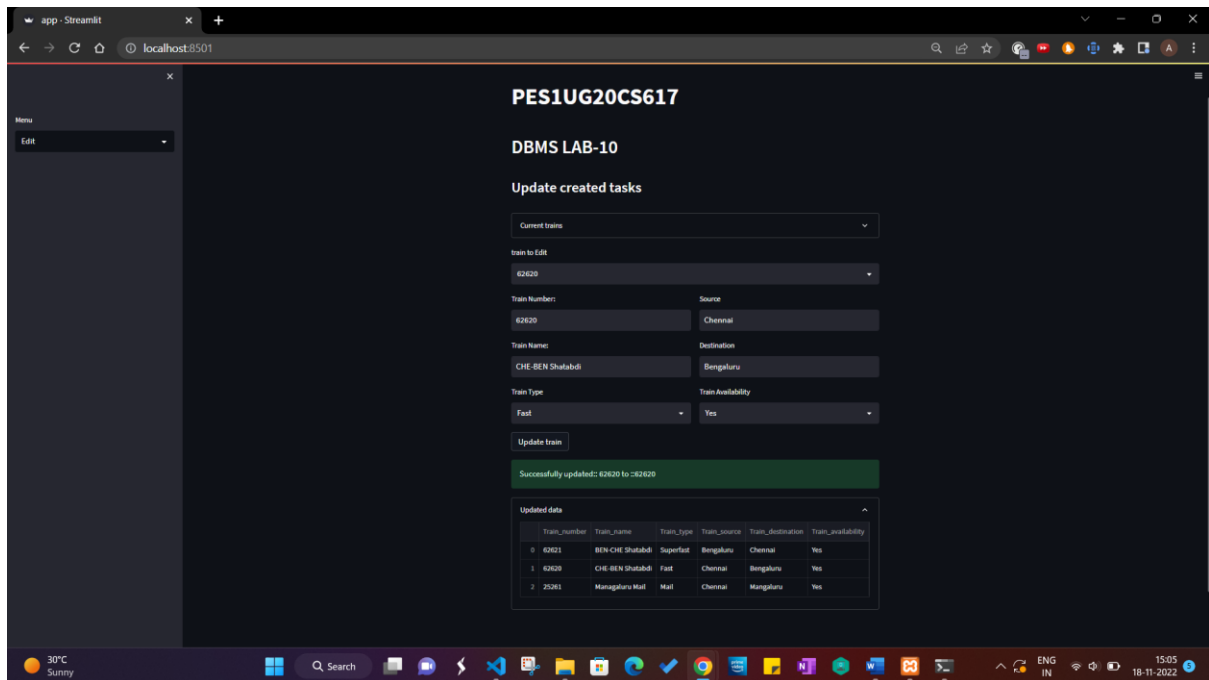 app · Streamlit
localhost:8501
A
Menu
Edit
PES1UG20CS617
DBMS LAB-10
Update created tasks
Current trains
train to Edit
62620
Train Number: Source
62620 Chennai
Train Name: Destination
CHE-BEN Shatabdi Bengaluru
Train Type Train Availability
Fast Yes
Update train
Successfully updated:: 62620 to ::62620
Updated data
Train_number Train_name Train_type Train_source Train_destination Train_availability
0 62621 BEN-CHE Shatabdi Superfast Bengaluru Chennai Yes
1 62620 CHE-BEN Shatabdi Fast Chennai Bengaluru Yes
2 25261 Managaluru Mail Mail Chennai Mangaluru Yes
30°C
Sunny
Search
ENG
IN
15:05
18-11-2022
5